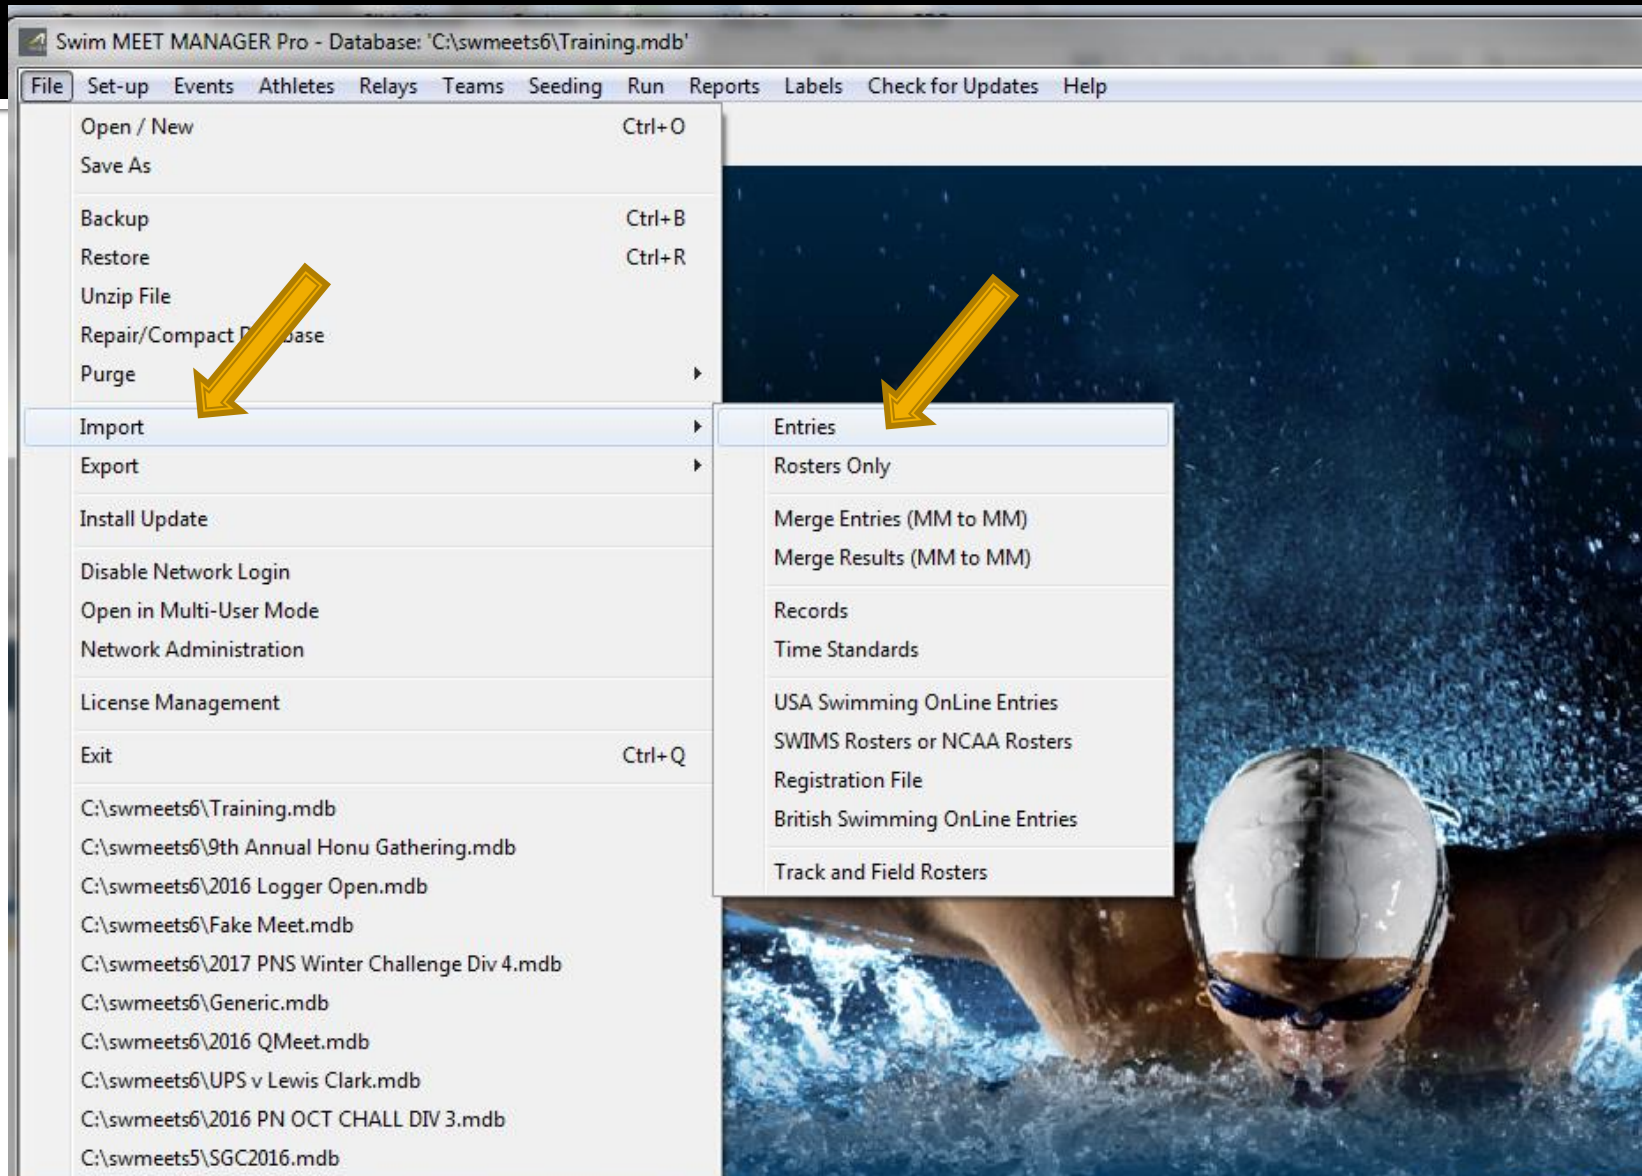 Swim MEET MANAGER Pro - Database: 'C:\swmeets6\Training.mdb'
File Set-up Events Athletes Relays Teams Seeding Run Reports Labels Check for Updates Help
Open / New Ctrl+O
Save As
Backup Ctrl+B
Restore Ctrl+R
Unzip File
Repair/Compact
Purge
Import
Export
Install Update
Disable Network Login
Open in Multi-User Mode
Network Administration
License Management
Exit Ctrl+Q
C:\swmeets6\Training.mdb
C:\swmeets6\9th Annual Honu Gathering.mdb
C:\swmeets6\2016 Logger Open.mdb
C:\swmeets6\Fake Meet.mdb
C:\swmeets6\2017 PNS Winter Challenge Div 4.mdb
C:\swmeets6\Generic.mdb
C:\swmeets6\2016 QMeet.mdb
C:\swmeets6\UPS v Lewis Clark.mdb
C:\swmeets6\2016 PN OCT CHALL DIV 3.mdb
C:\swmeets5\SGC2016.mdb
Entries
Rosters Only
Merge Entries (MM to MM)
Merge Results (MM to MM)
Records
Time Standards
USA Swimming OnLine Entries
SWIMS Rosters or NCAA Rosters
Registration File
British Swimming OnLine Entries
Track and Field Rosters